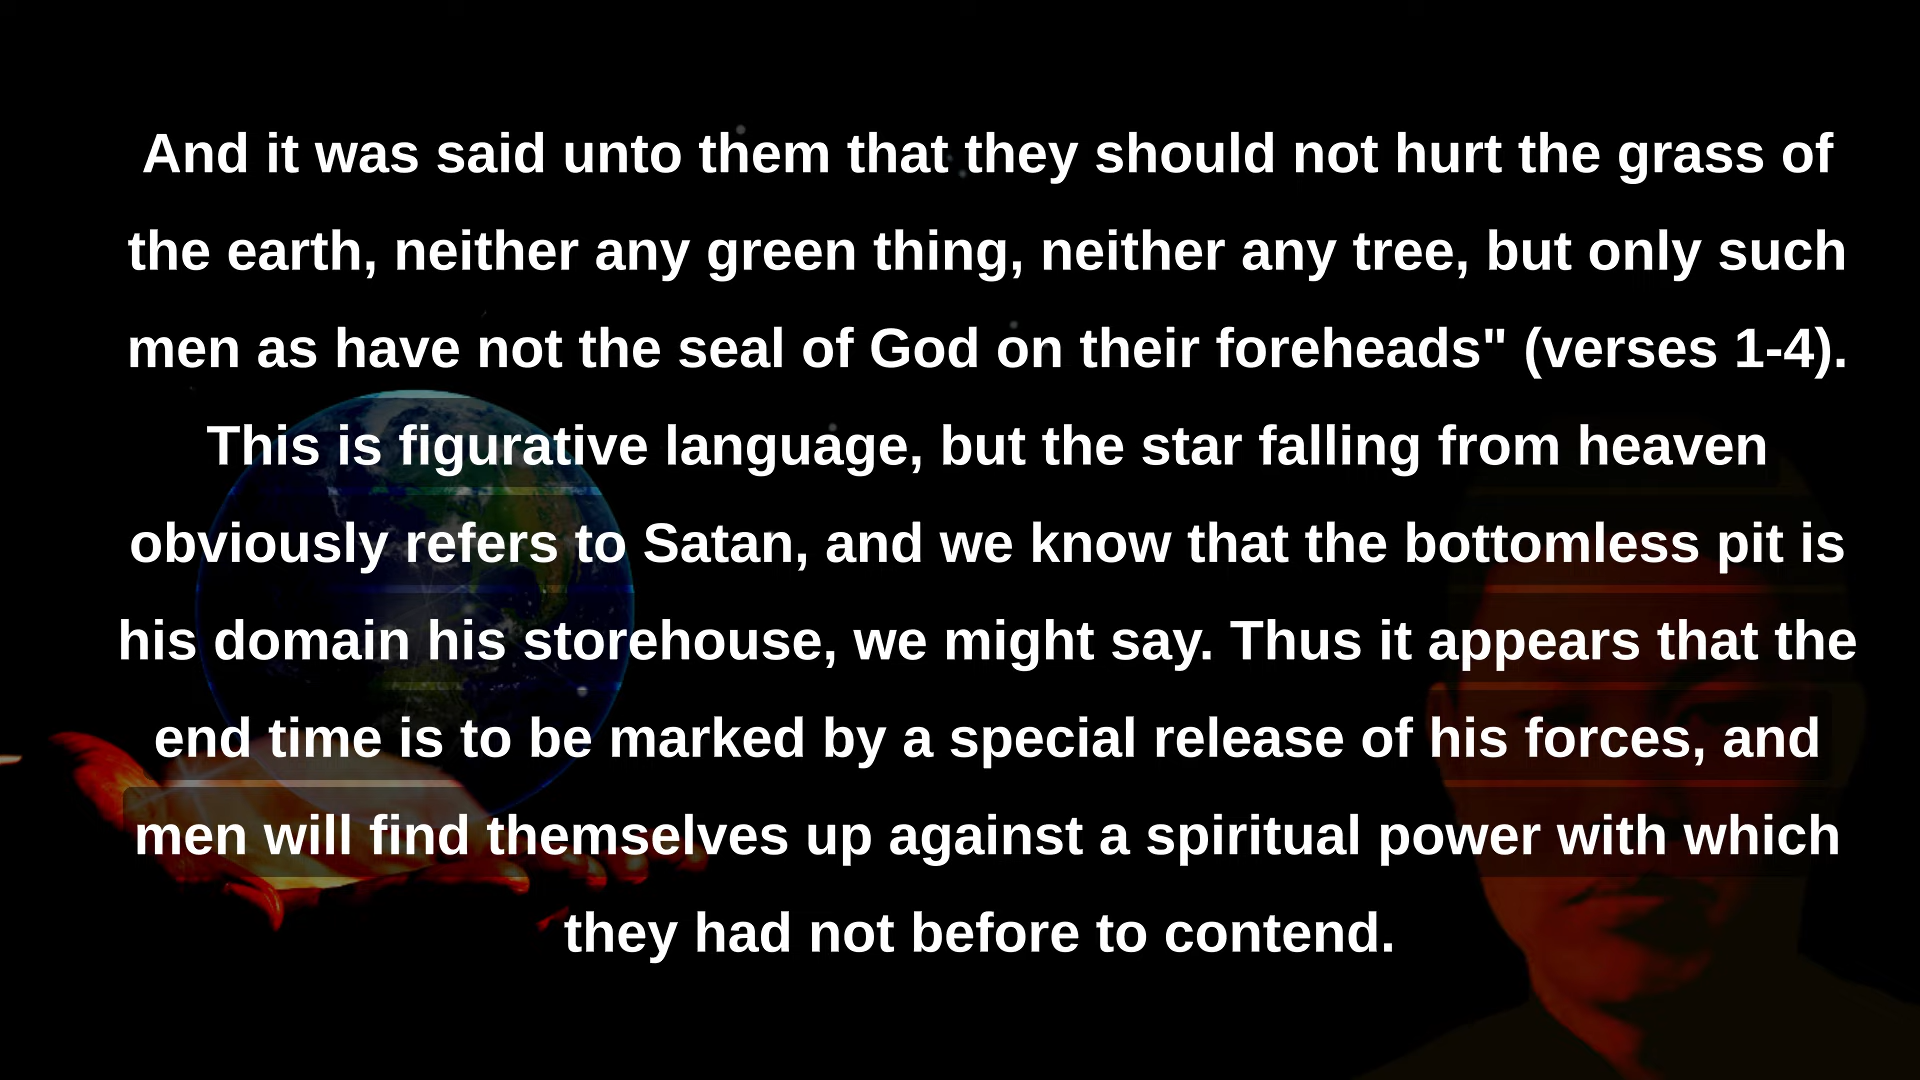 And it was said unto them that they should not hurt the grass of
the earth, neither any green thing, neither any tree, but only such
men as have not the seal of God on their foreheads" (verses 1-4).
This is figurative language, but the star falling from heaven
obviously refers to Satan, and we know that the bottomless pit is
his domain his storehouse, we might say. Thus it appears that the
end time is to be marked by a special release of his forces, and
men will find themselves up against a spiritual power with which
they had not before to contend.